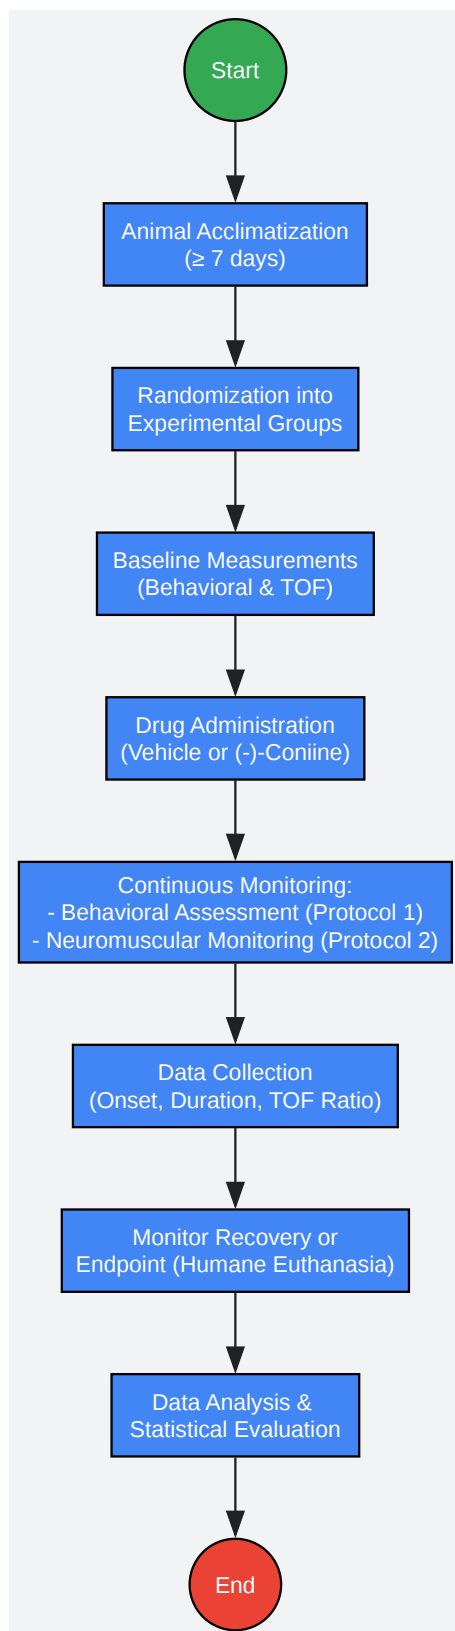 Start
Animal Acclimatization
(≥ 7 days)
Randomization into
Experimental Groups
Baseline Measurements
(Behavioral & TOF)
Drug Administration
(Vehicle or (-)-Coniine)
Continuous Monitoring:
- Behavioral Assessment (Protocol 1)
- Neuromuscular Monitoring (Protocol 2)
Data Collection
(Onset, Duration, TOF Ratio)
Monitor Recovery or
Endpoint (Humane Euthanasia)
Data Analysis &
Statistical Evaluation
End